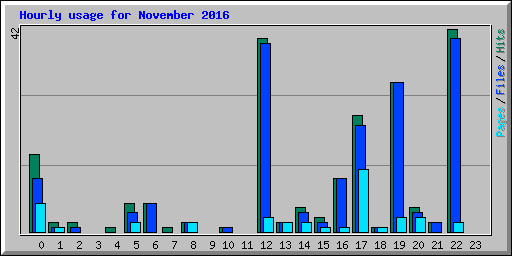 Hourly usage for November 2016
42
Pages/Files/Hits
0 1 2 3 4 5 6 7 8 9 10 11 12 13 14 15 16 17 18 19 20 21 22 23